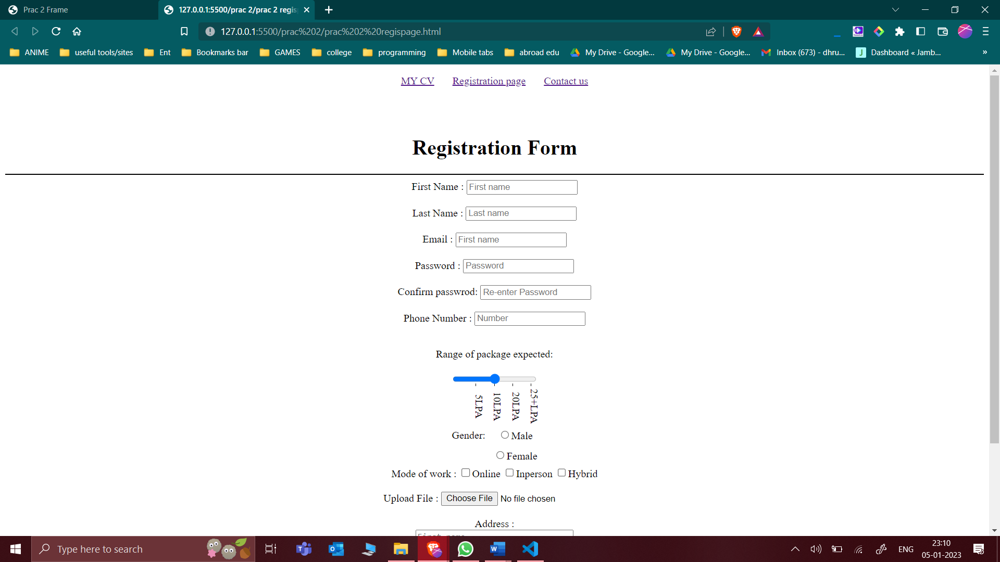 Prac 2 Frame
127.0.0.1:5500/prac 2/prac 2 regis
127.0.0.1:5500/prac%202/prac%202%20regispage.html
ANIME useful tools/sites Ent Bookmarks bar GAMES college programming Mobile tabs abroad edu My Drive - Google... My Drive - Google... Inbox (673) - dhru... J Dashboard « Jamb... »
MY CV Registration page Contact us
Registration Form
First Name : First name
Last Name : Last name
Email : First name
Password : Password
Confirm passwrod: Re-enter Password
Phone Number : Number
Range of package expected:
5LPA 10LPA 20LPA 25+LPA
Gender: Male
Female
Mode of work : Online Inperson Hybrid
Upload File : Choose File No file chosen
Address :
Type here to search
ENG
23:10
05-01-2023